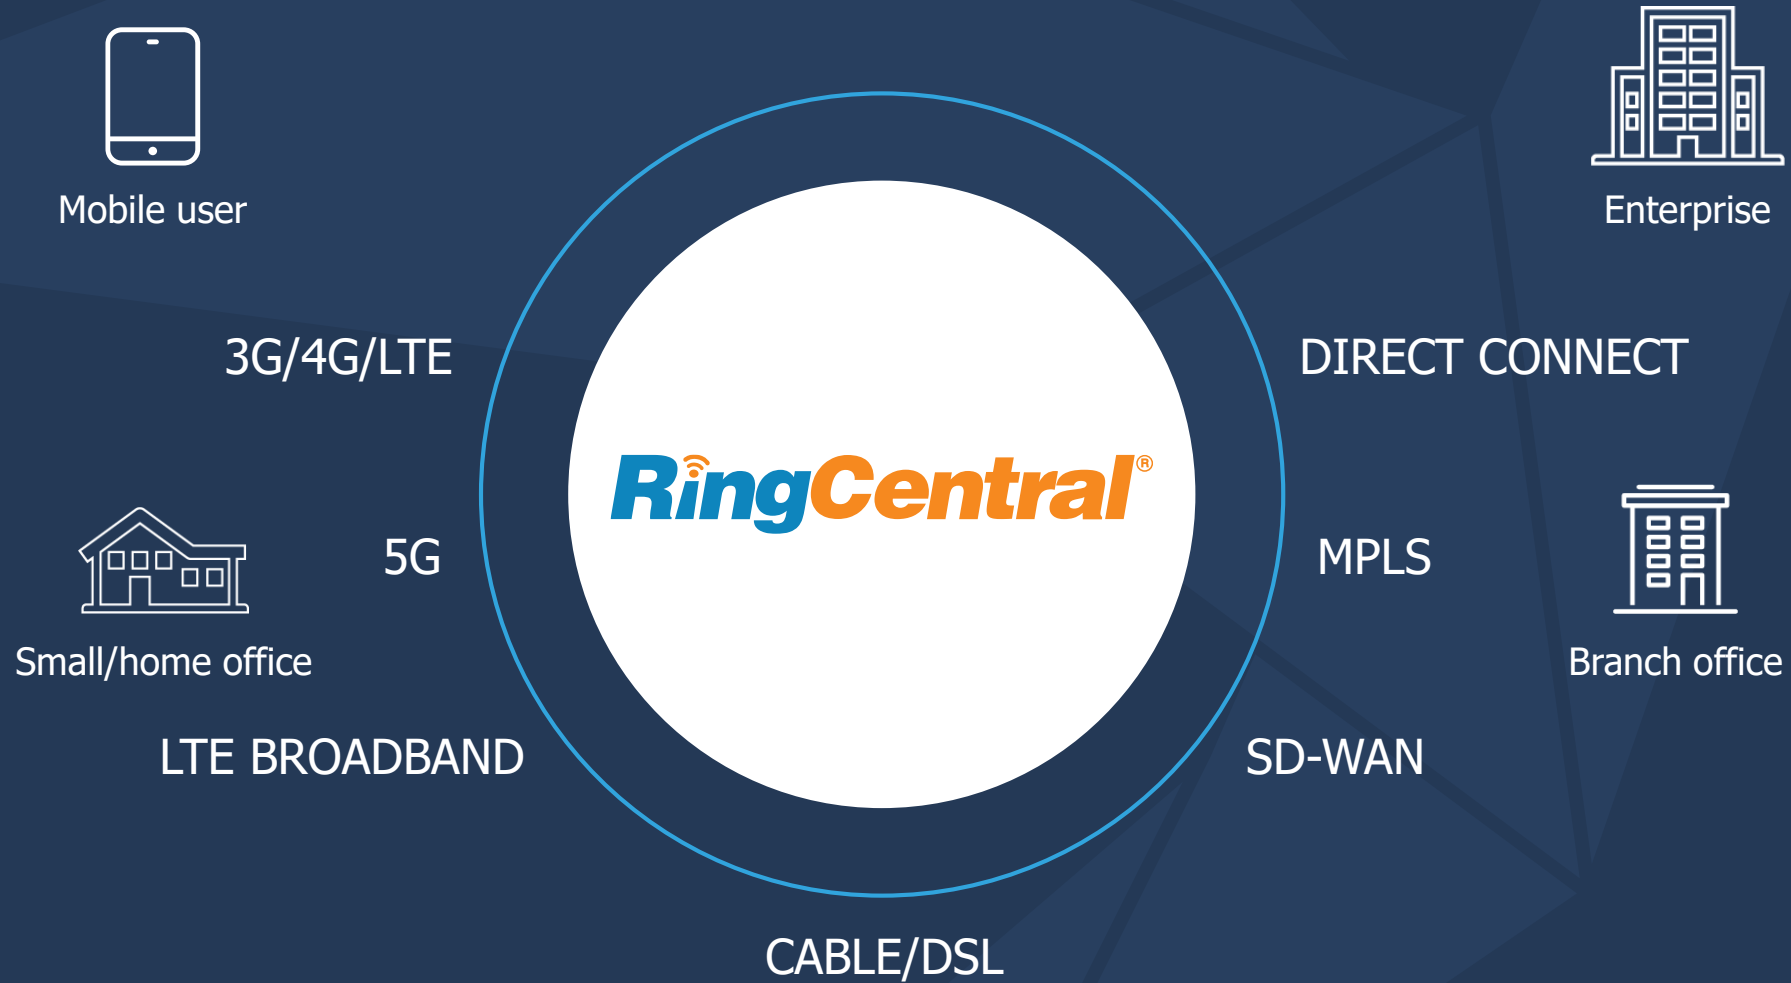 Mobile user
Enterprise
3G/4G/LTE
DIRECT CONNECT
RingCentral®
5G
MPLS
Small/home office
Branch office
LTE BROADBAND
SD-WAN
CABLE/DSL